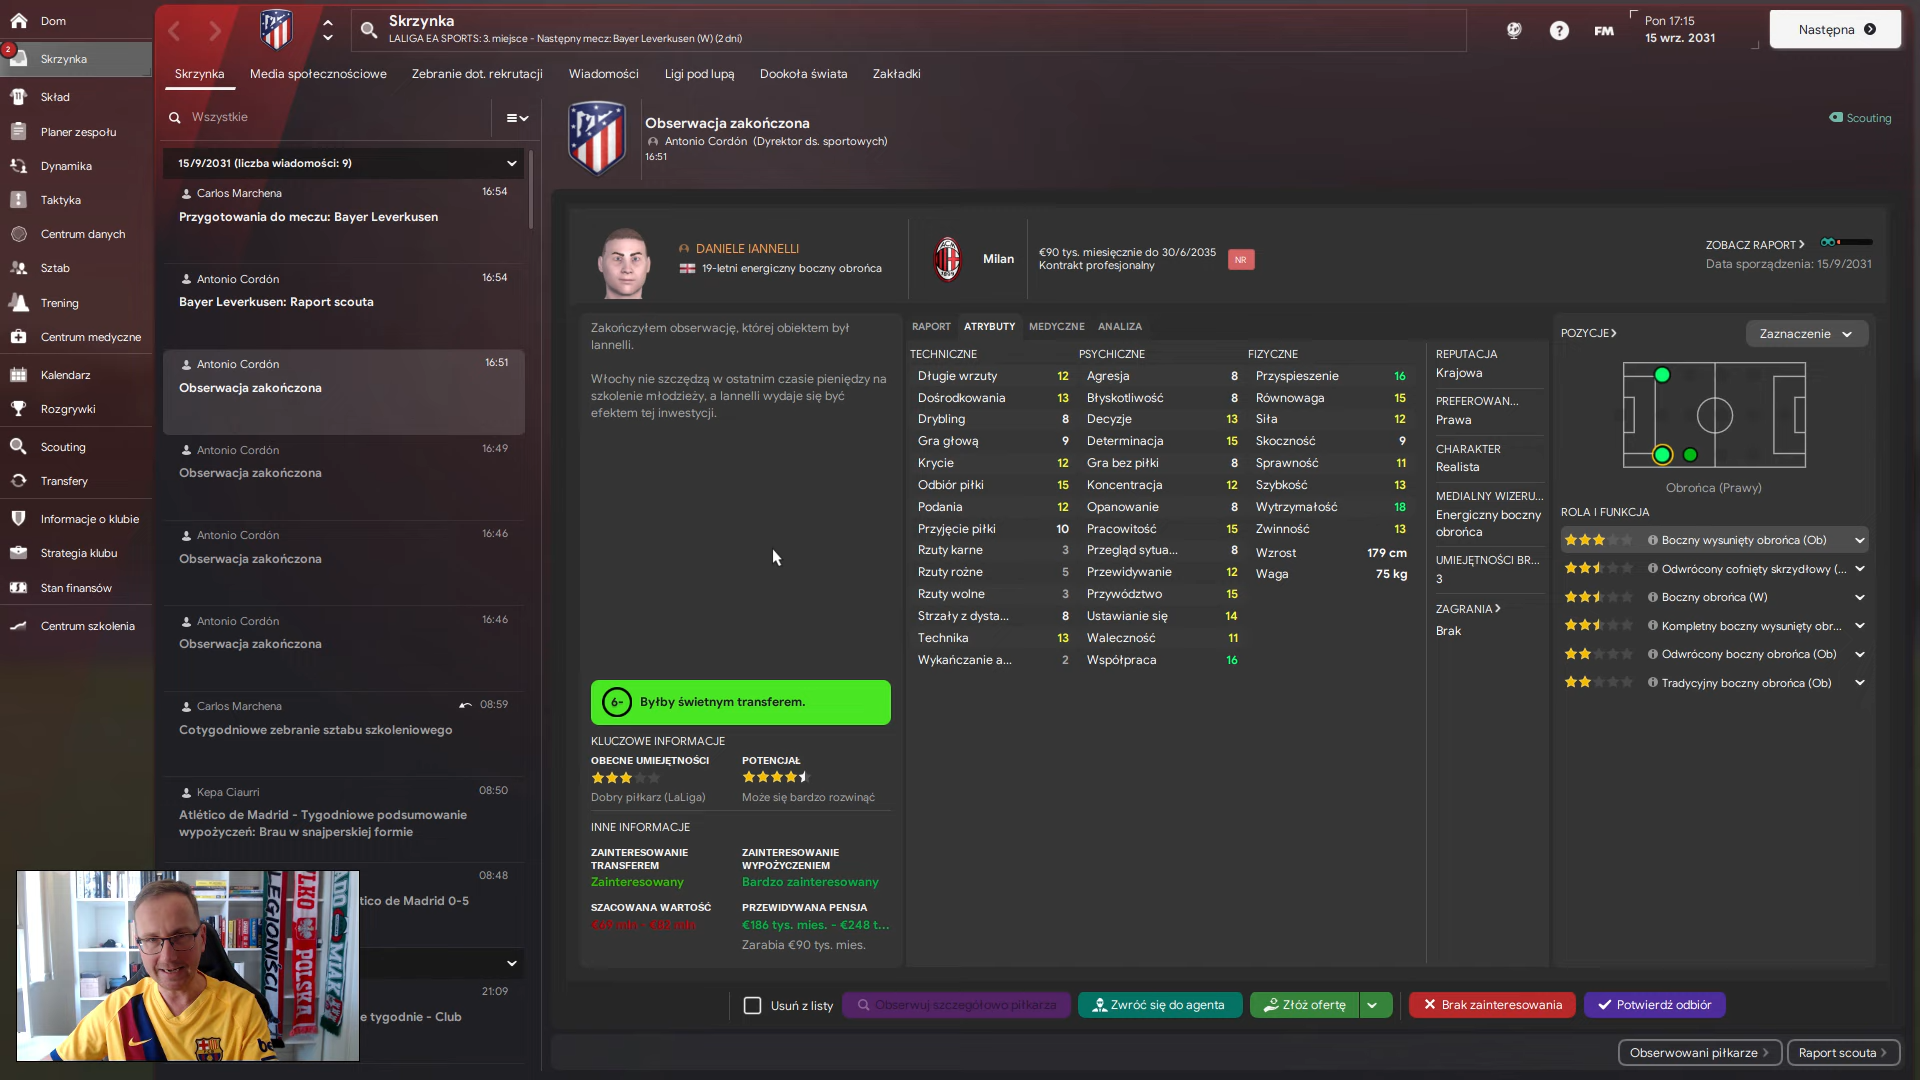 Dom
2
Skrzynka
Skład
Planer zespołu
Dynamika
Taktyka
Centrum danych
Sztab
Trening
Centrum medyczne
Kalendarz
Rozgrywki
Scouting
Transfery
Informacje o klubie
Strategia klubu
Stan finansów
Centrum szkolenia
Skrzynka
LALIGA EA SPORTS: 3. miejsce - Następny mecz: Bayer Leverkusen (W) (2 dni)
FM
Pon 17:15
15 wrz. 2031
Następna
Skrzynka Media społecznościowe Zebranie dot. rekrutacji Wiadomości Ligi pod lupą Dookoła świata Zakładki
Wszystkie
15/9/2031 (liczba wiadomości: 9)
Carlos Marchena 16:54
Przygotowania do meczu: Bayer Leverkusen
Antonio Cordón 16:54
Bayer Leverkusen: Raport scouta
Antonio Cordón 16:51
Obserwacja zakończona
Antonio Cordón 16:49
Obserwacja zakończona
Antonio Cordón 16:46
Obserwacja zakończona
Antonio Cordón 16:46
Obserwacja zakończona
Carlos Marchena 08:59
Cotygodniowe zebranie sztabu szkoleniowego
Kepa Ciaurri 08:50
Atlético de Madrid - Tygodniowe podsumowanie
wypożyczeń: Brau w snajperskiej formie
08:48
tico de Madrid 0-5
21:09
e tygodnie - Club
LEGIONIŚCI
POLSKA
Obserwacja zakończona
Antonio Cordón (Dyrektor ds. sportowych)
16:51
Scouting
DANIELE IANNELLI
19-letni energiczny boczny obrońca
Milan
€90 tys. miesięcznie do 30/6/2035
Kontrakt profesjonalny
NR
ZOBACZ RAPORT
Data sporządzenia: 15/9/2031
Zakończyłem obserwację, której obiektem był
Iannelli.
Włochy nie szczędzą w ostatnim czasie pieniędzy na
szkolenie młodzieży, a Iannelli wydaje się być
efektem tej inwestycji.
6-
Byłby świetnym transferem.
KLUCZOWE INFORMACJE
OBECNE UMIEJĘTNOŚCI POTENCJAŁ
Dobry piłkarz (LaLiga) Może się bardzo rozwinąć
INNE INFORMACJE
ZAINTERESOWANIE
TRANSFEREM
Zainteresowany
ZAINTERESOWANIE
WYPOŻYCZENIEM
Bardzo zainteresowany
SZACOWANA WARTOŚĆ
€69 mln - €82 mln
PRZEWIDYWANA PENSJA
€186 tys. mies. - €248 t...
Zarabia €90 tys. mies.
RAPORT ATRYBUTY MEDYCZNE ANALIZA
TECHNICZNE
Długie wrzuty 12
Dośrodkowania 13
Drybling 8
Gra głową 9
Krycie 12
Odbiór piłki 15
Podania 12
Przyjęcie piłki 10
Rzuty karne 3
Rzuty rożne 5
Rzuty wolne 3
Strzały z dysta... 8
Technika 13
Wykańczanie a... 2
PSYCHICZNE
Agresja 8
Błyskotliwość 8
Decyzje 13
Determinacja 15
Gra bez piłki 8
Koncentracja 12
Opanowanie 8
Pracowitość 15
Przegląd sytua... 8
Przewidywanie 12
Przywództwo 15
Ustawianie się 14
Waleczność 11
Współpraca 16
FIZYCZNE
Przyspieszenie 16
Równowaga 15
Siła 12
Skoczność 9
Sprawność 11
Szybkość 13
Wytrzymałość 18
Zwinność 13
Wzrost 179 cm
Waga 75 kg
REPUTACJA
Krajowa
PREFEROWAN...
Prawa
CHARAKTER
Realista
MEDIALNY WIZERU...
Energiczny boczny
obrońca
UMIEJĘTNOŚCI BR...
3
ZAGRANIA
Brak
POZYCJE
Zaznaczenie
Obrońca (Prawy)
ROLA I FUNKCJA
Boczny wysunięty obrońca (Ob)
Odwrócony cofnięty skrzydłowy (...
Boczny obrońca (W)
Kompletny boczny wysunięty obr...
Odwrócony boczny obrońca (Ob)
Tradycyjny boczny obrońca (Ob)
Usuń z listy
Obserwuj szczegółowo piłkarza
Zwróć się do agenta
Złóż ofertę
Brak zainteresowania
Potwierdź odbiór
Obserwowani piłkarze
Raport scouta